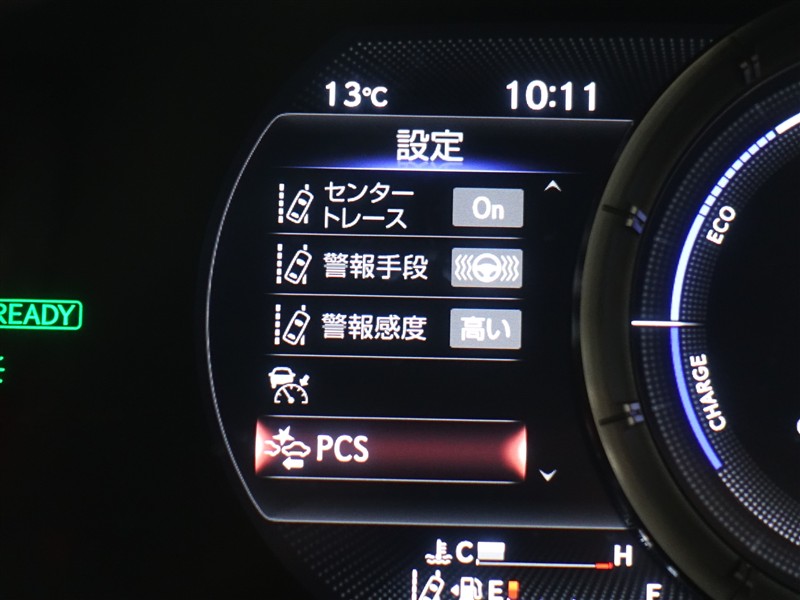 13℃
10:11
設定
センター
トレース
On
警報手段
警報感度
高い
PCS
READY
ECO
CHARGE
C
H
E
F